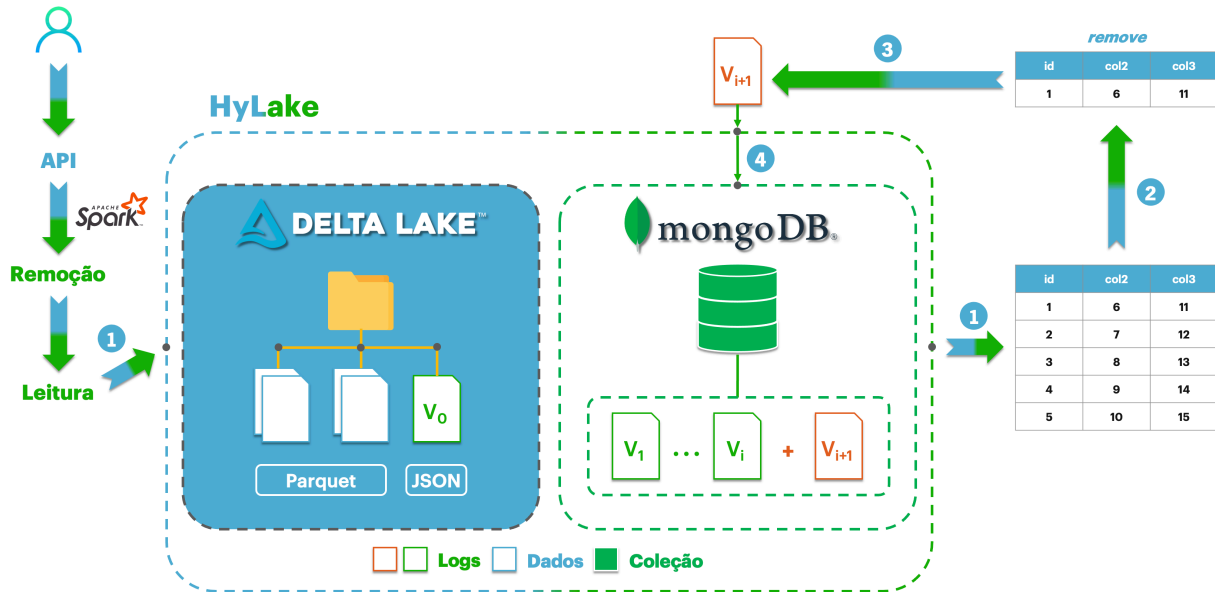 HyLake
API
APACHE
Spark™
Remoção
Leitura
1
DELTA LAKE™
V0
Parquet
JSON
mongoDB®
V1 ... Vi + Vi+1
Logs
Dados
Coleção
1
id col2 col3
1 6 11
2 7 12
3 8 13
4 9 14
5 10 15
2
remove
id col2 col3
1 6 11
3
Vi+1
4